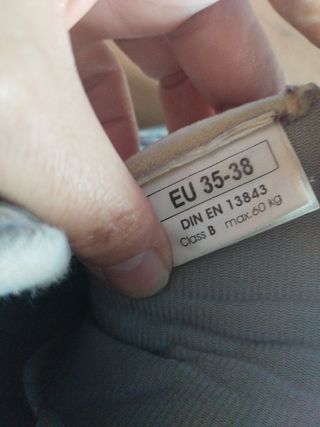 EU 35-38
DIN EN 13843
Class B max.60 kg